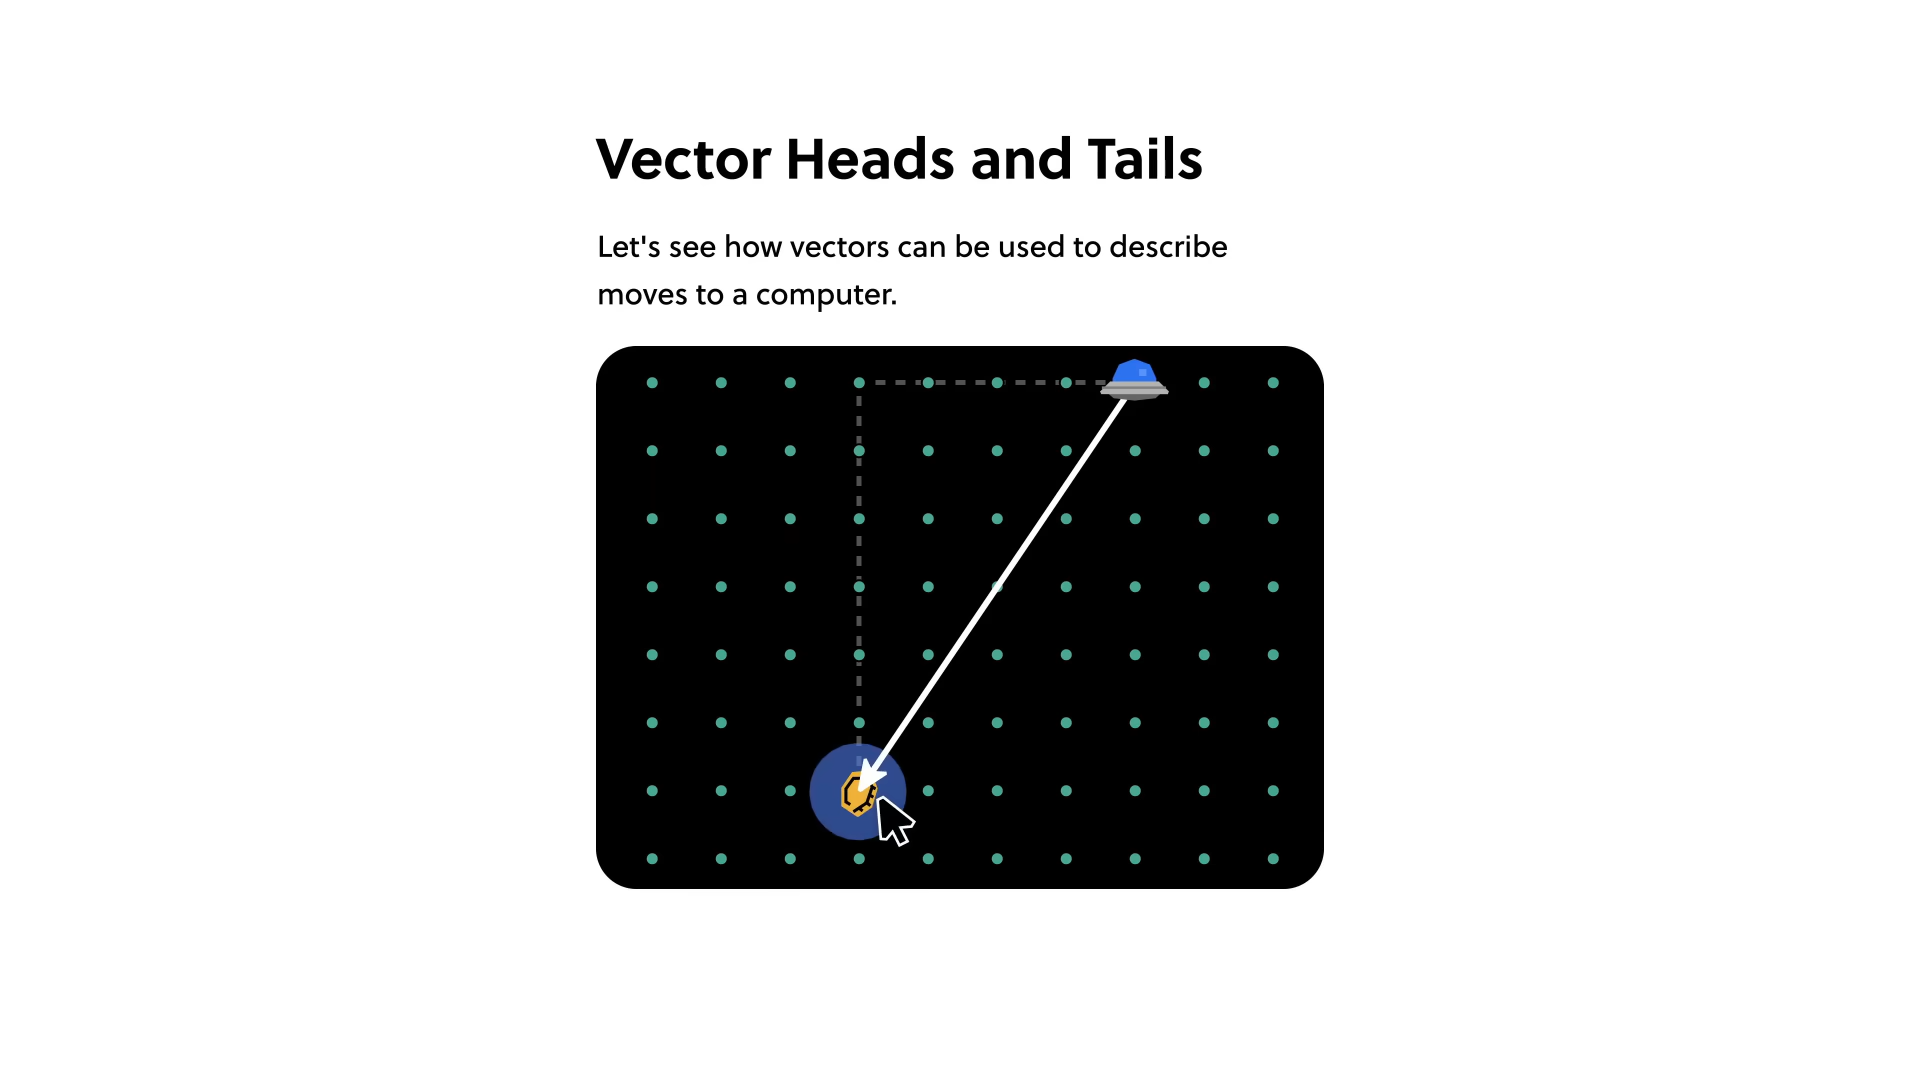 Vector Heads and Tails
Let's see how vectors can be used to describe
moves to a computer.